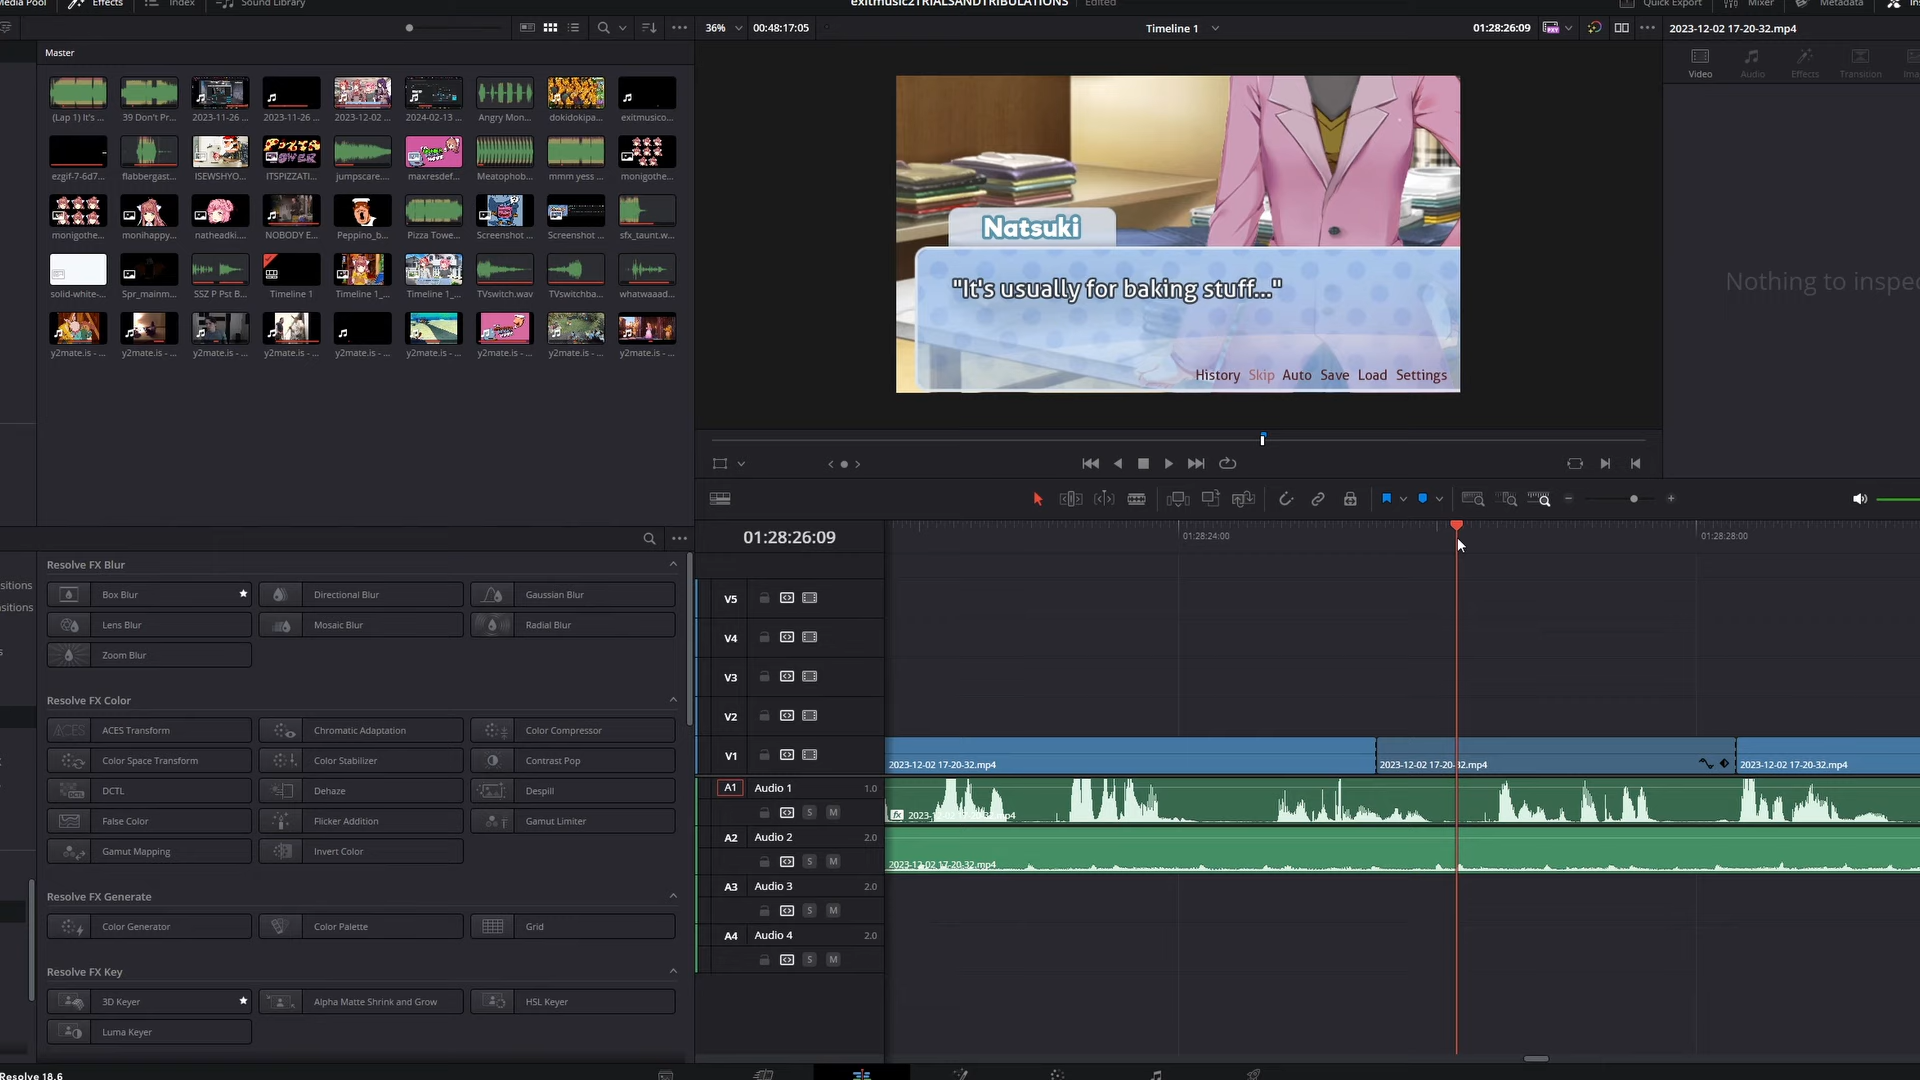 Media Pool Effects Index Sound Library exitmusic2TRIALSANDTRIBULATIONS Edited Quick Export Mixer Metadata
36% 00:48:17:05 Timeline 1 01:28:26:09 2023-12-02 17-20-32.mp4
Master
Video Audio Effects Transition
(Lap 1) It's ... 39 Don't Pr... 2023-11-26 ... 2023-11-26 ... 2023-12-02 ... 2024-02-13 ... Angry Mon... dokidokipa... exitmusico...
ezgif-7-6d7... flabbergast... ISEWSHYO... ITSPIZZATI... jumpscare.... maxresdef... Meatophob... mmm yess ... monigothe...
monigothe... monihappy... natheadki... NOBODY E... Peppino_b... Pizza Towe... Screenshot ... Screenshot ... sfx_taunt.w...
solid-white-... Spr_mainm... SSZ P Pst B... Timeline 1 Timeline 1_... Timeline 1_... TVswitch.wav TVswitchba... whatwaaad...
y2mate.is - ... y2mate.is - ... y2mate.is - ... y2mate.is - ... y2mate.is - ... y2mate.is - ... y2mate.is - ... y2mate.is - ... y2mate.is - ...
Natsuki
"It's usually for baking stuff..."
History Skip Auto Save Load Settings
Nothing to inspec
01:28:26:09
01:28:24:00 01:28:28:00
Resolve FX Blur
Box Blur Directional Blur Gaussian Blur
Lens Blur Mosaic Blur Radial Blur
Zoom Blur
Resolve FX Color
ACES Transform Chromatic Adaptation Color Compressor
Color Space Transform Color Stabilizer Contrast Pop
DCTL Dehaze Despill
False Color Flicker Addition Gamut Limiter
Gamut Mapping Invert Color
Resolve FX Generate
Color Generator Color Palette Grid
Resolve FX Key
3D Keyer Alpha Matte Shrink and Grow HSL Keyer
Luma Keyer
sitions
sitions
V5
V4
V3
V2
V1
2023-12-02 17-20-32.mp4 2023-12-02 17-20-32.mp4 2023-12-02 17-20-32.mp4
A1 Audio 1 1.0
S M
2023-12-02 17-20-32.mp4
A2 Audio 2 2.0
S M
2023-12-02 17-20-32.mp4
A3 Audio 3 2.0
S M
A4 Audio 4 2.0
S M
Resolve 18.6